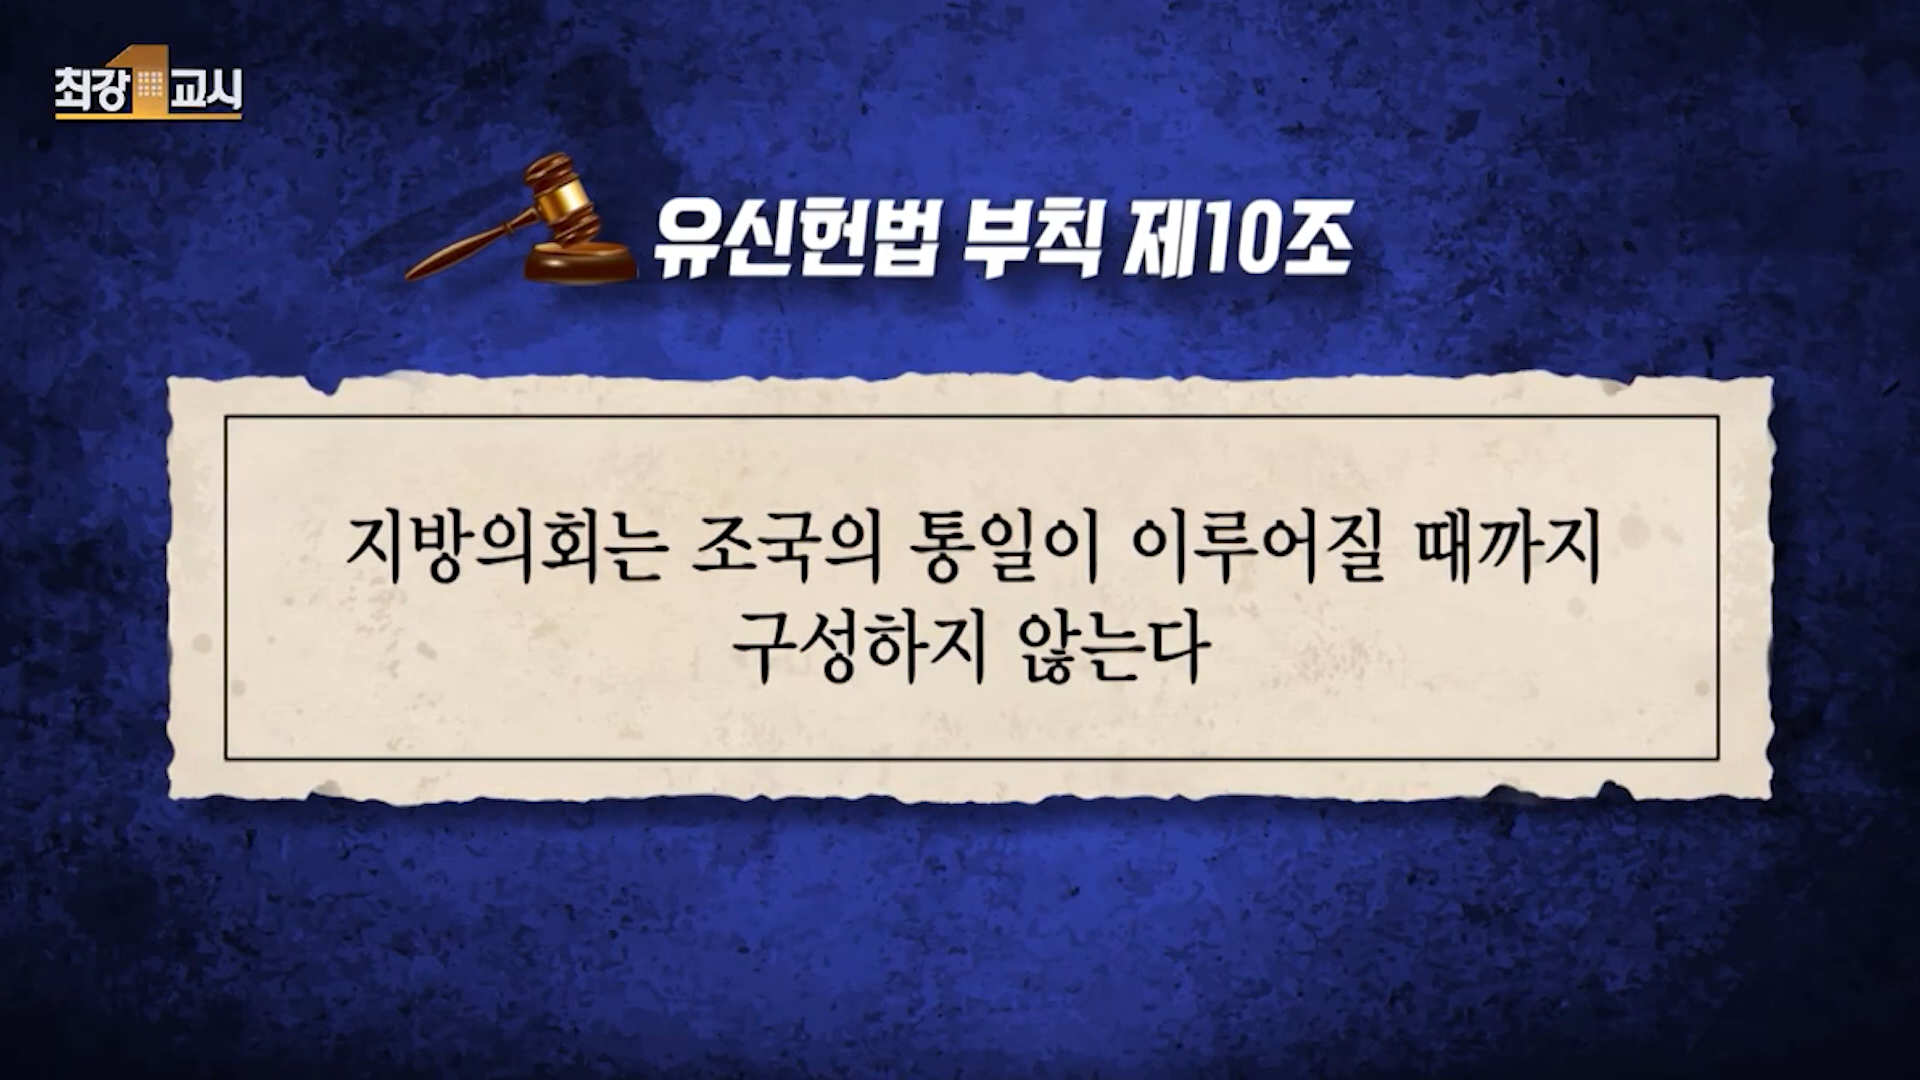 최강1교시
유신헌법 부칙 제10조
지방의회는 조국의 통일이 이루어질 때까지
구성하지 않는다